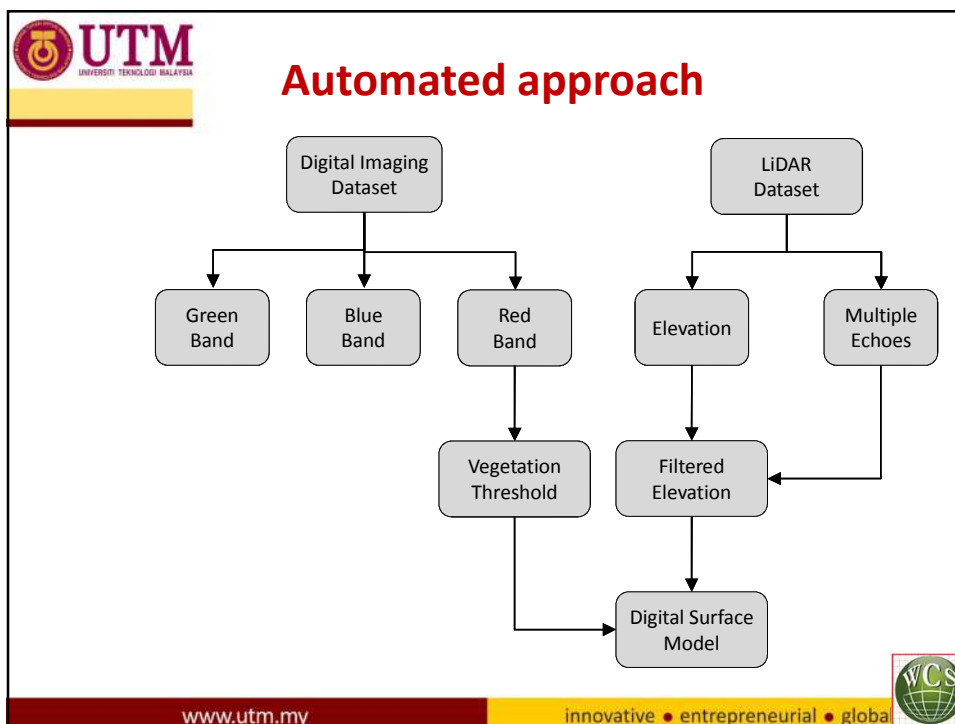 UTM
UNIVERSITI TEKNOLOGI MALAYSIA
Automated approach
Digital Imaging
Dataset
LiDAR
Dataset
Green
Band
Blue
Band
Red
Band
Elevation
Multiple
Echoes
Vegetation
Threshold
Filtered
Elevation
Digital Surface
Model
WCS
www.utm.my
innovative ● entrepreneurial ● global